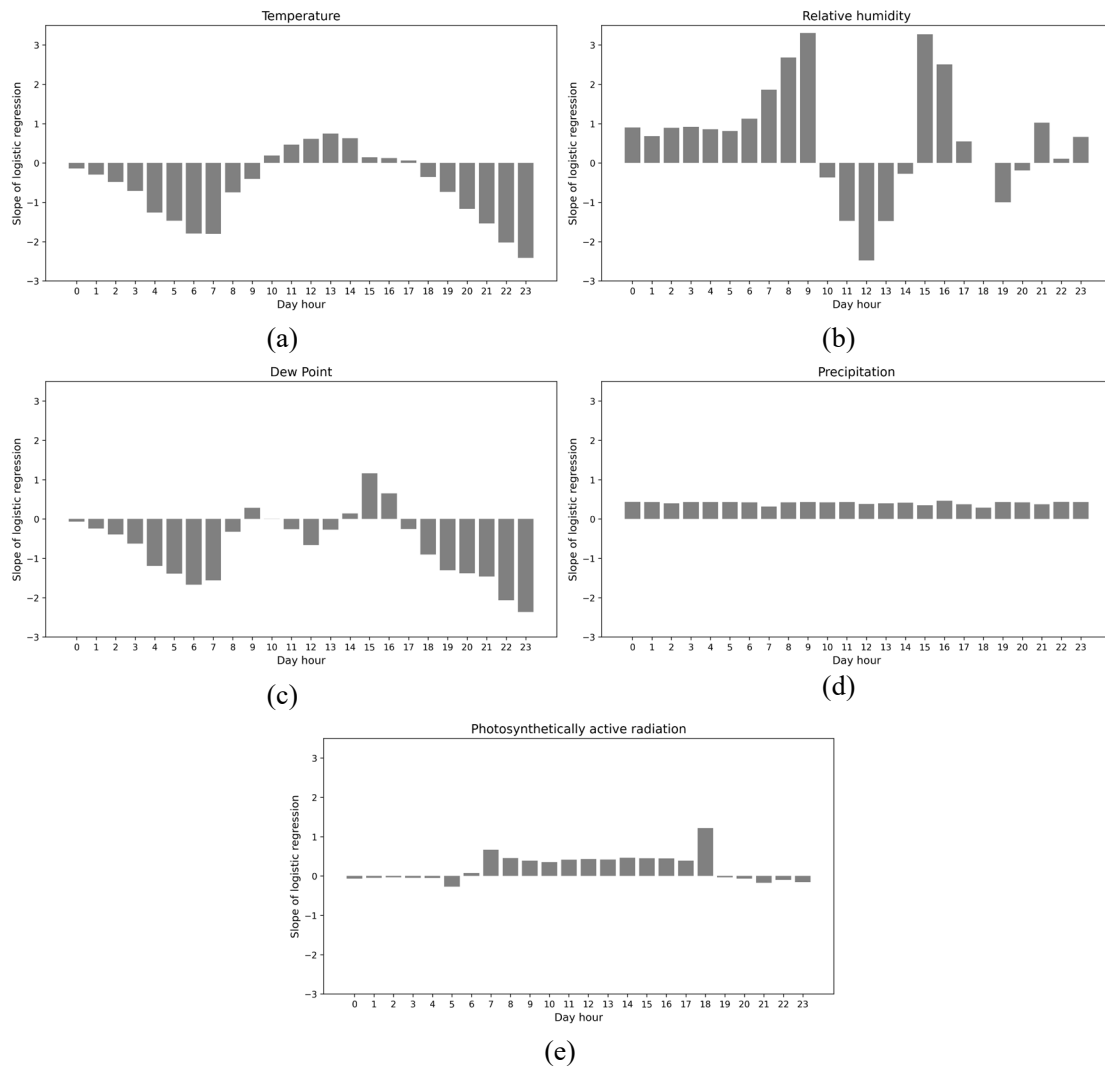 Temperature
Slope of logistic regression
3
2
1
0
−1
−2
−3
0 1 2 3 4 5 6 7 8 9 10 11 12 13 14 15 16 17 18 19 20 21 22 23
Day hour
(a)
Relative humidity
Slope of logistic regression
3
2
1
0
−1
−2
−3
0 1 2 3 4 5 6 7 8 9 10 11 12 13 14 15 16 17 18 19 20 21 22 23
Day hour
(b)
Dew Point
Slope of logistic regression
3
2
1
0
−1
−2
−3
0 1 2 3 4 5 6 7 8 9 10 11 12 13 14 15 16 17 18 19 20 21 22 23
Day hour
(c)
Precipitation
Slope of logistic regression
3
2
1
0
−1
−2
−3
0 1 2 3 4 5 6 7 8 9 10 11 12 13 14 15 16 17 18 19 20 21 22 23
Day hour
(d)
Photosynthetically active radiation
Slope of logistic regression
3
2
1
0
−1
−2
−3
0 1 2 3 4 5 6 7 8 9 10 11 12 13 14 15 16 17 18 19 20 21 22 23
Day hour
(e)